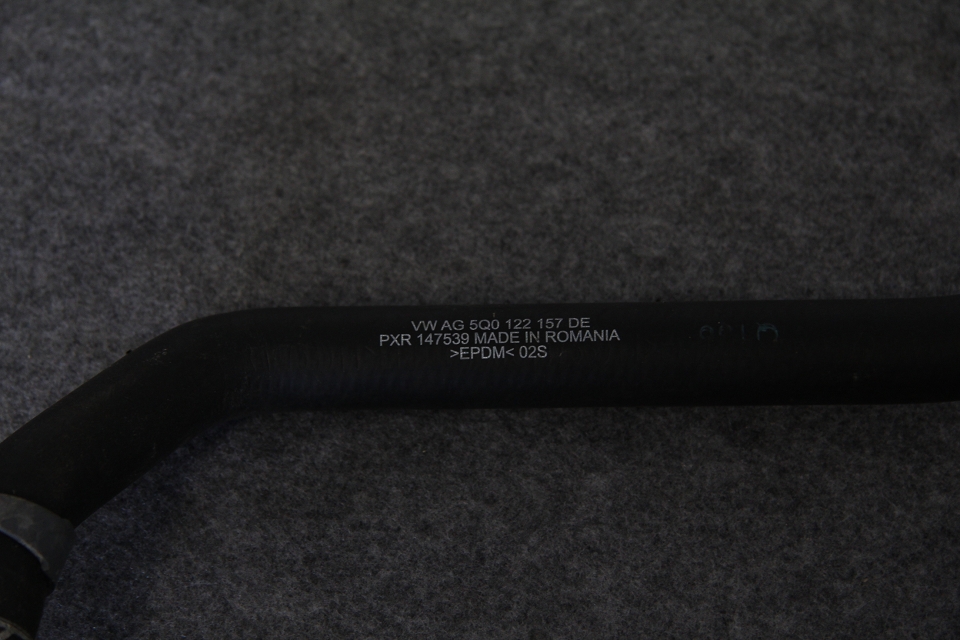 VW AG 5Q0 122 157 DE
PXR 147539 MADE IN ROMANIA
>EPDM< 02S